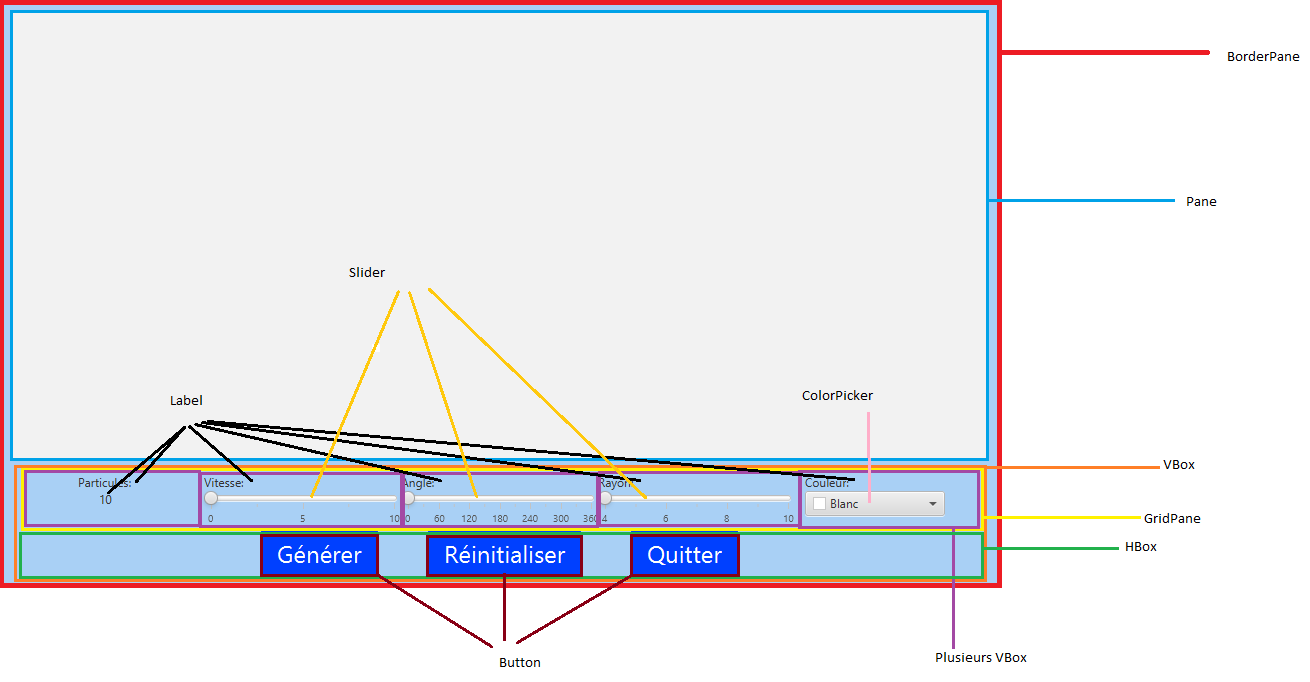 BorderPane
Pane
Slider
Label
ColorPicker
Particules:
10
Vitesse:
Angle:
Rayon:
Couleur:
Blanc
0 5 10
0 60 120 180 240 300 360
4 6 8 10
VBox
GridPane
HBox
Générer
Réinitialiser
Quitter
Button
Plusieurs VBox